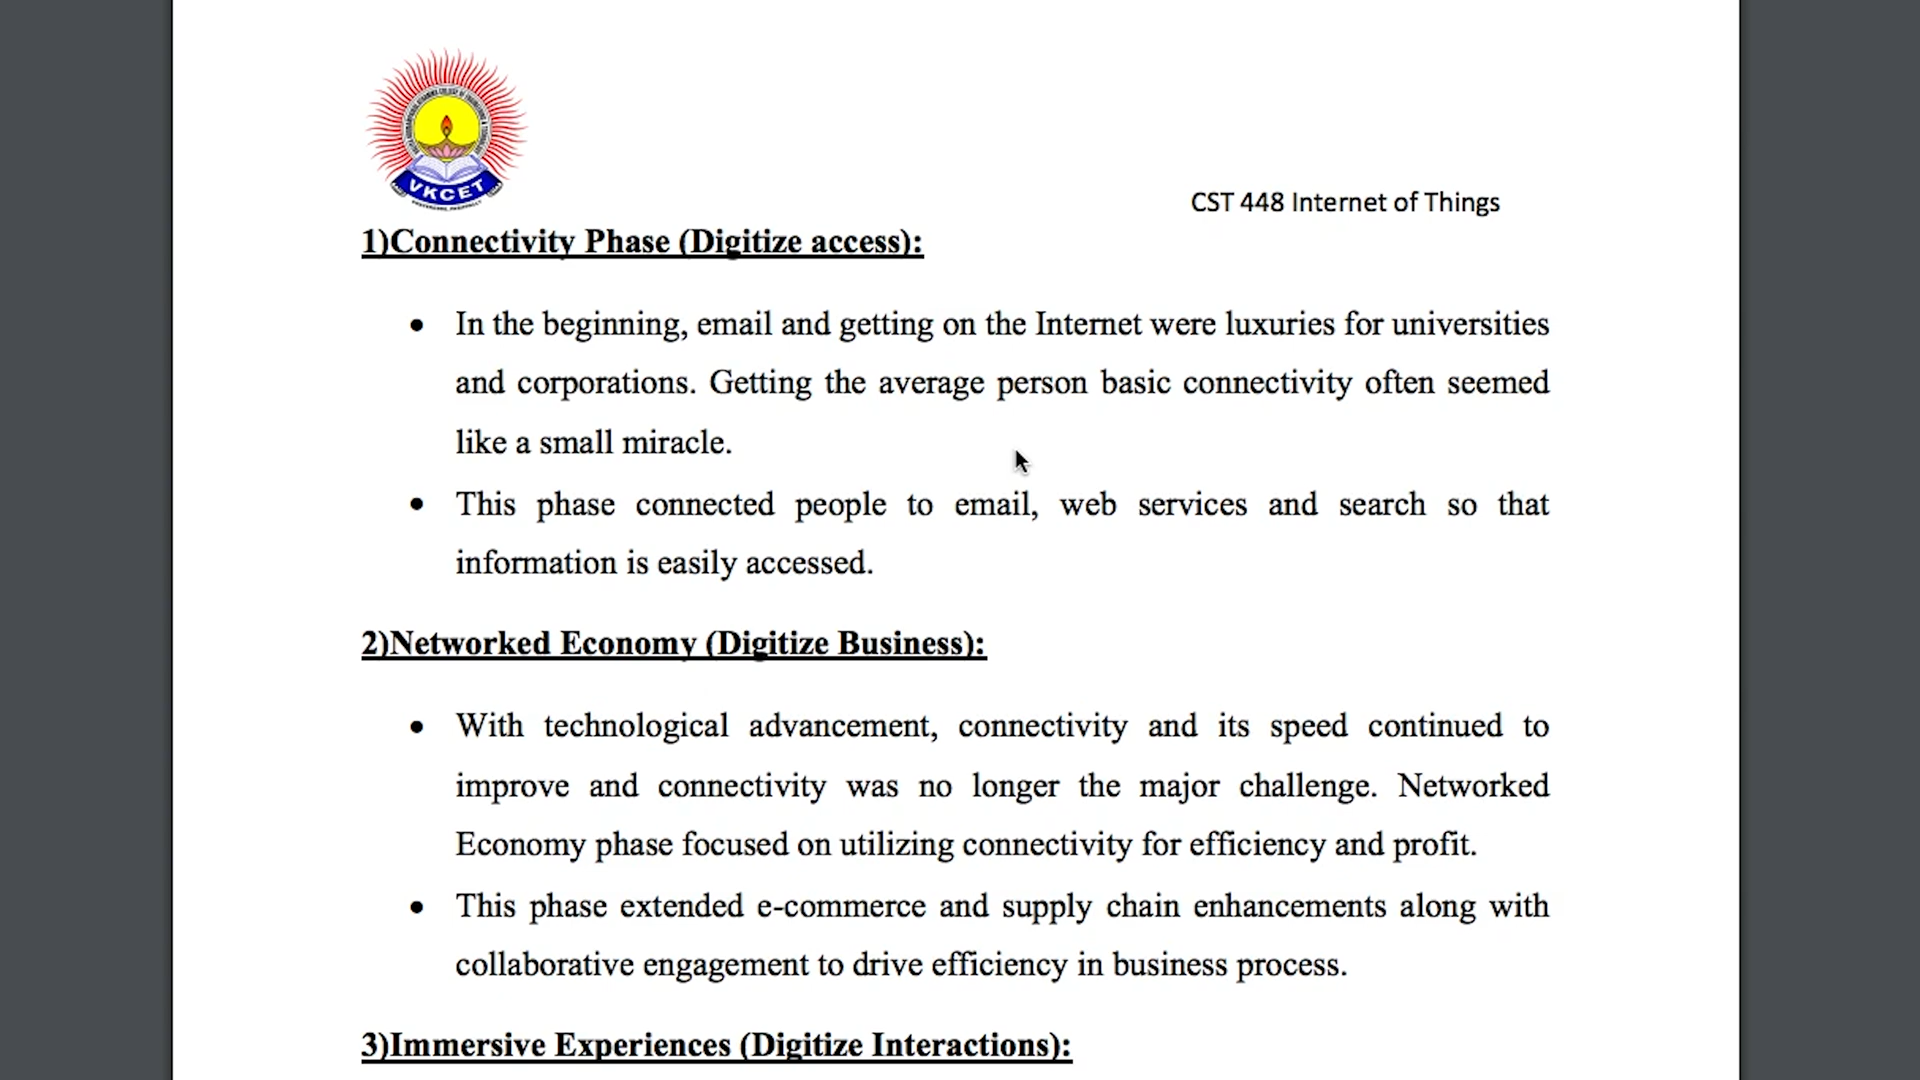 VKCET
CST 448 Internet of Things
1)Connectivity Phase (Digitize access):
• In the beginning, email and getting on the Internet were luxuries for universities
and corporations. Getting the average person basic connectivity often seemed
like a small miracle.
• This phase connected people to email, web services and search so that
information is easily accessed.
2)Networked Economy (Digitize Business):
• With technological advancement, connectivity and its speed continued to
improve and connectivity was no longer the major challenge. Networked
Economy phase focused on utilizing connectivity for efficiency and profit.
• This phase extended e-commerce and supply chain enhancements along with
collaborative engagement to drive efficiency in business process.
3)Immersive Experiences (Digitize Interactions):